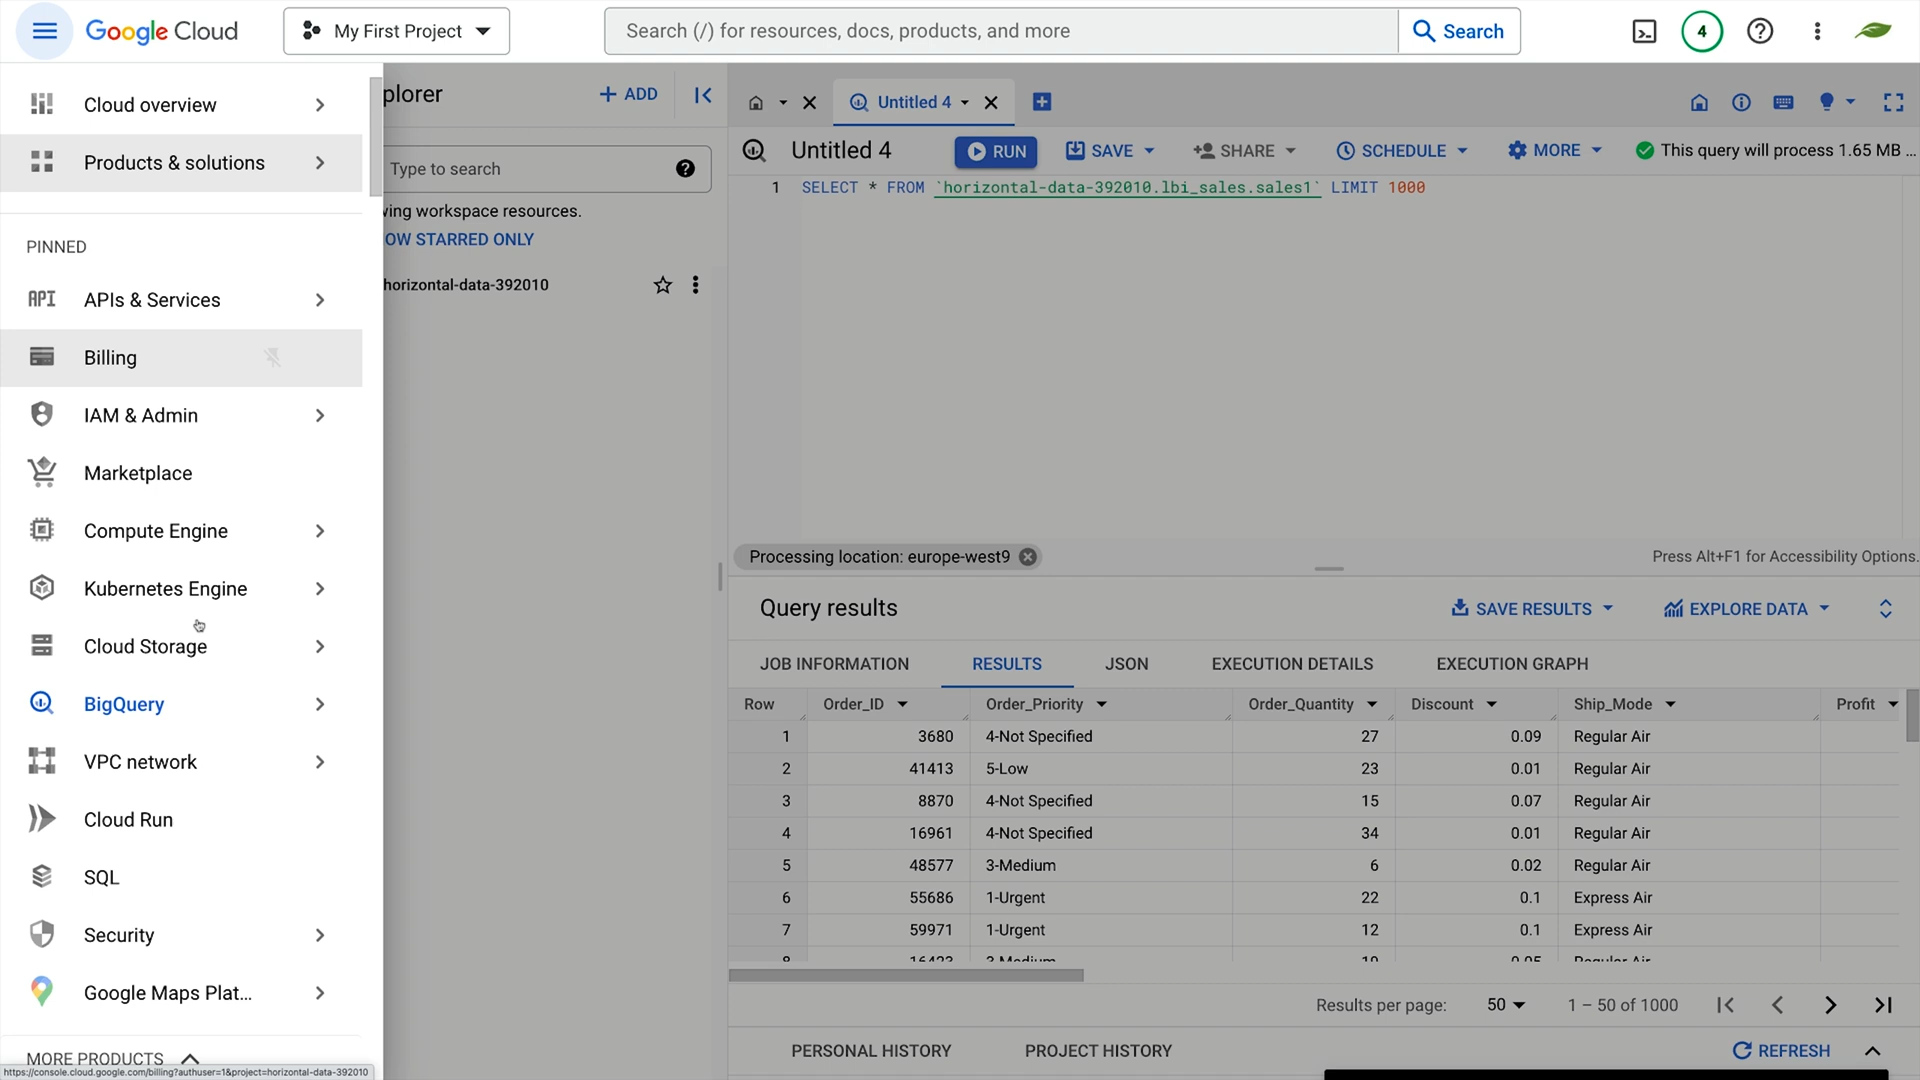 Google Cloud
My First Project
Search (/) for resources, docs, products, and more
Search
4
Cloud overview
Products & solutions
PINNED
API APIs & Services
Billing
IAM & Admin
Marketplace
Compute Engine
Kubernetes Engine
Cloud Storage
BigQuery
VPC network
Cloud Run
SQL
Security
Google Maps Plat...
MORE PRODUCTS
https://console.cloud.google.com/billing?authuser=1&project=horizontal-data-392010
plorer
+ ADD
Type to search
wing workspace resources.
OW STARRED ONLY
horizontal-data-392010
Untitled 4
Untitled 4
RUN
SAVE
SHARE
SCHEDULE
MORE
This query will process 1.65 MB ...
1 SELECT * FROM `horizontal-data-392010.lbi_sales.sales1` LIMIT 1000
Processing location: europe-west9
Press Alt+F1 for Accessibility Options.
Query results
SAVE RESULTS
EXPLORE DATA
JOB INFORMATION RESULTS JSON EXECUTION DETAILS EXECUTION GRAPH
Row Order_ID Order_Priority Order_Quantity Discount Ship_Mode Profit
1 3680 4-Not Specified 27 0.09 Regular Air
2 41413 5-Low 23 0.01 Regular Air
3 8870 4-Not Specified 15 0.07 Regular Air
4 16961 4-Not Specified 34 0.01 Regular Air
5 48577 3-Medium 6 0.02 Regular Air
6 55686 1-Urgent 22 0.1 Express Air
7 59971 1-Urgent 12 0.1 Express Air
Results per page: 50 1 – 50 of 1000
PERSONAL HISTORY PROJECT HISTORY
REFRESH